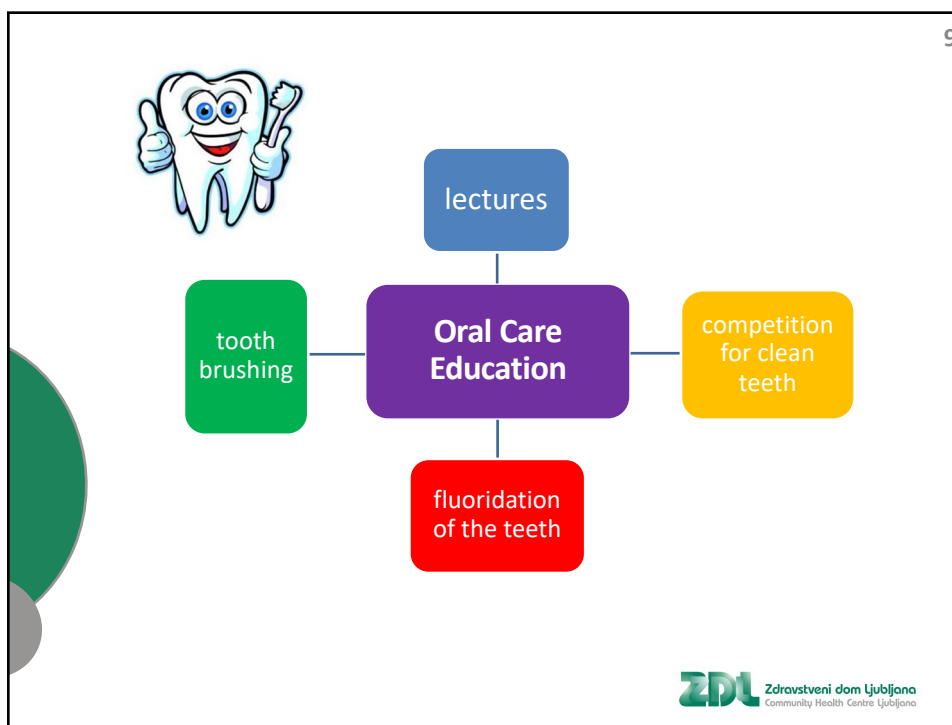 9
lectures
tooth
brushing
Oral Care
Education
competition
for clean
teeth
fluoridation
of the teeth
ZDL Zdravstveni dom Ljubljana
Community Health Centre Ljubljana